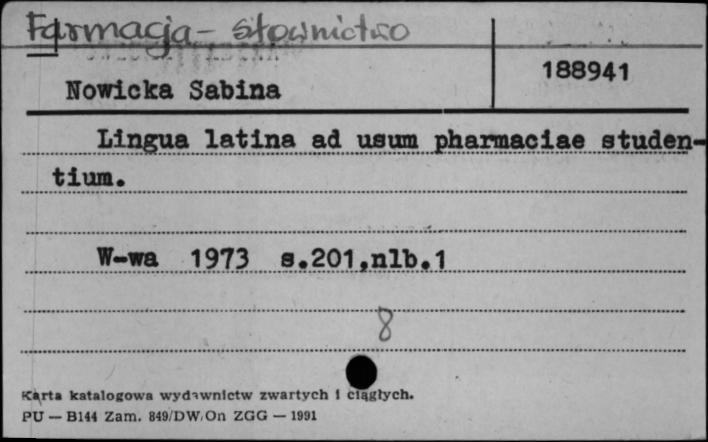 Farmacja - słownictwo
188941
Nowicka Sabina
Lingua latina ad usum pharmaciae studen-
tium.
W-wa 1973 s.201,nlb.1
8
Karta katalogowa wydawnictw zwartych i ciągłych.
PU — B144 Zam. 849/DW/On ZGG — 1991